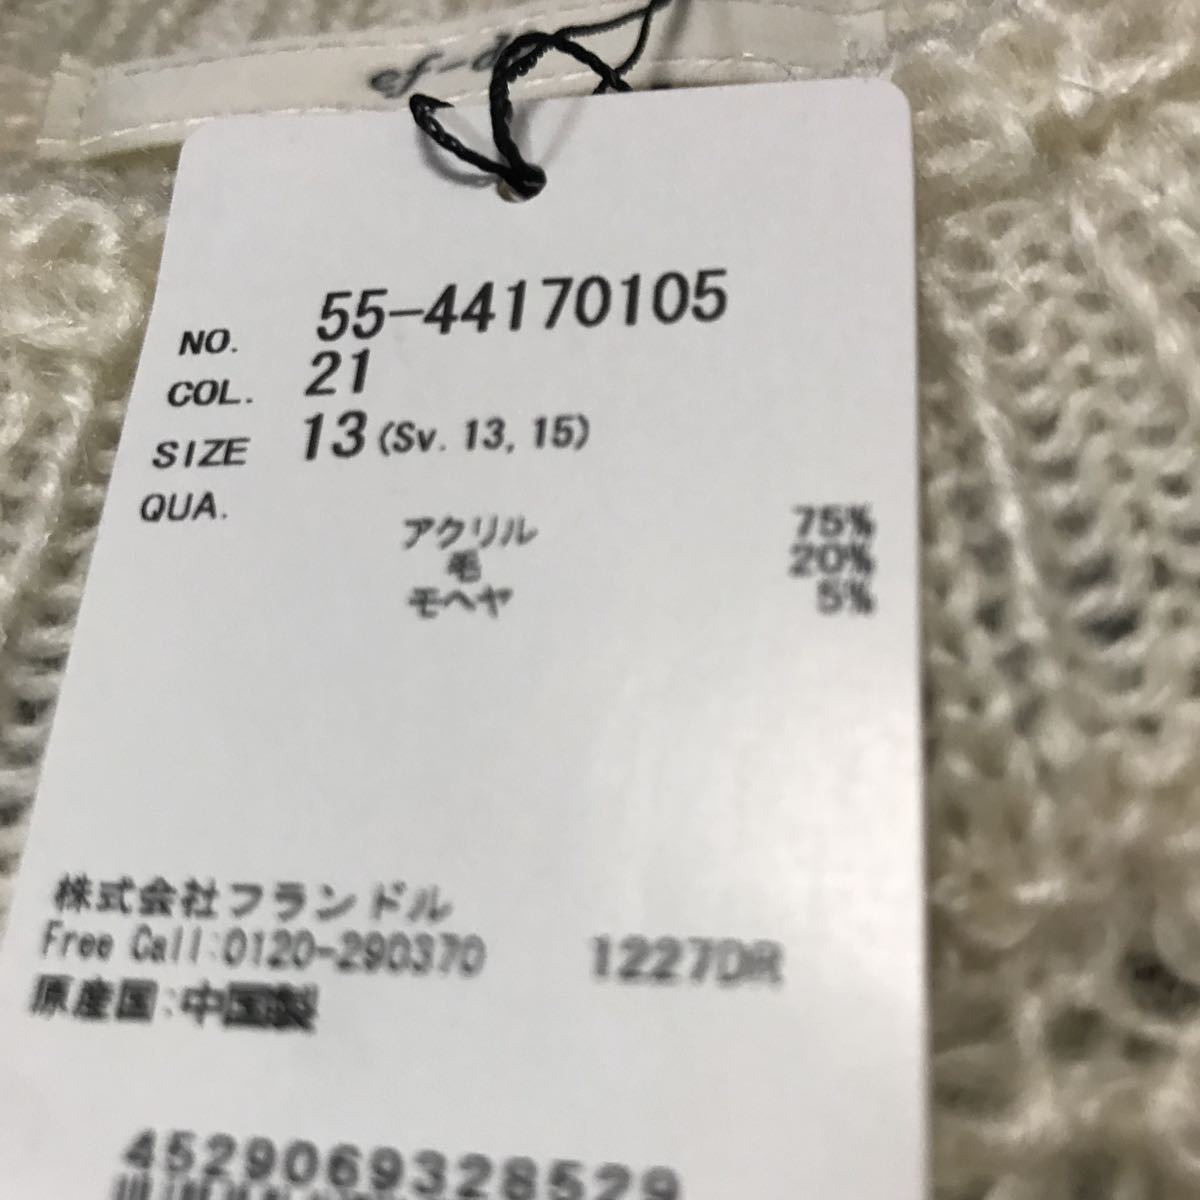 ef-d
NO. 55-44170105
COL. 21
SIZE 13 (Sv. 13, 15)
QUA.
アクリル 75%
毛 20%
モヘヤ 5%
株式会社フランドル
Free Call:0120-290370 1227DR
原産国:中国製
4529069328529